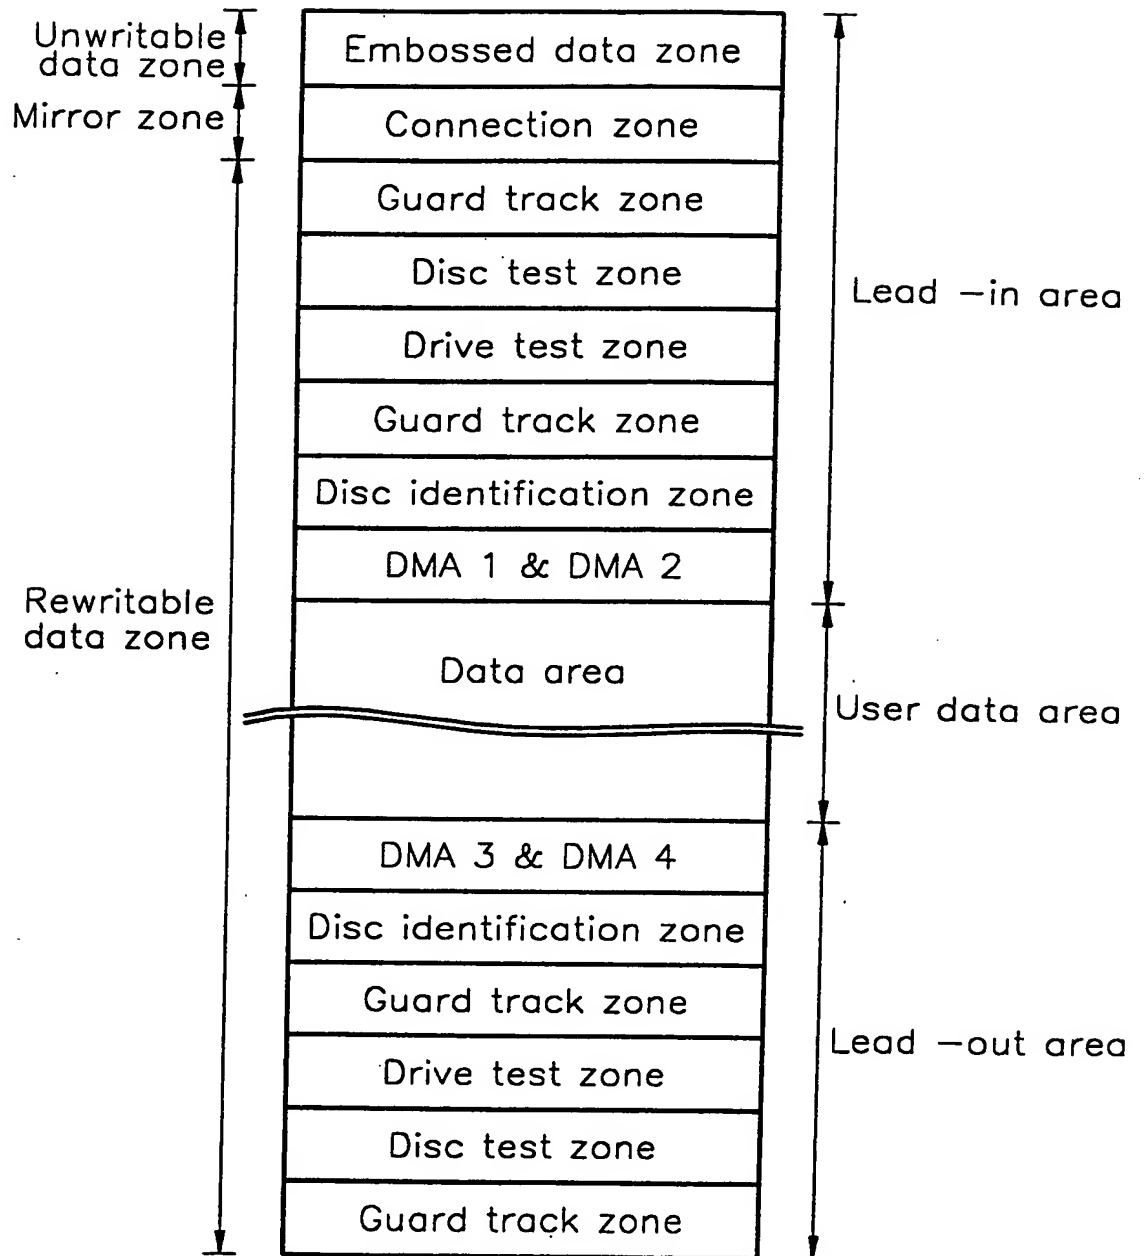 Unwritable
data zone
Mirror zone
Rewritable
data zone
Embossed data zone
Connection zone
Guard track zone
Disc test zone
Drive test zone
Guard track zone
Disc identification zone
DMA 1 & DMA 2
Data area
DMA 3 & DMA 4
Disc identification zone
Guard track zone
Drive test zone
Disc test zone
Guard track zone
Lead -in area
User data area
Lead -out area